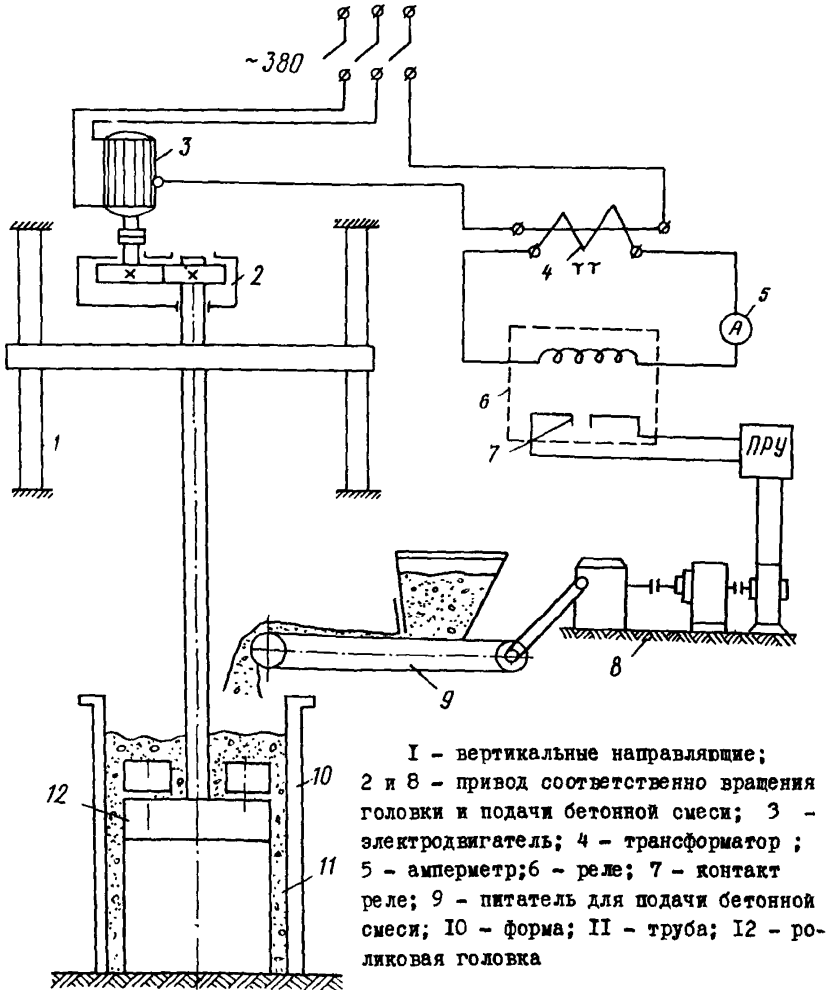 ~380
3
2
4
ТТ
5
А
1
6
7
ПРУ
8
9
10
12
11
I - вертикальные направляющие;
2 и 8 - привод соответственно вращения
головки и подачи бетонной смеси; 3 -
электродвигатель; 4 - трансформатор ;
5 - амперметр;6 - реле; 7 - контакт
реле; 9 - питатель для подачи бетонной
смеси; IO - форма; II - труба; I2 - ро-
ликовая головка